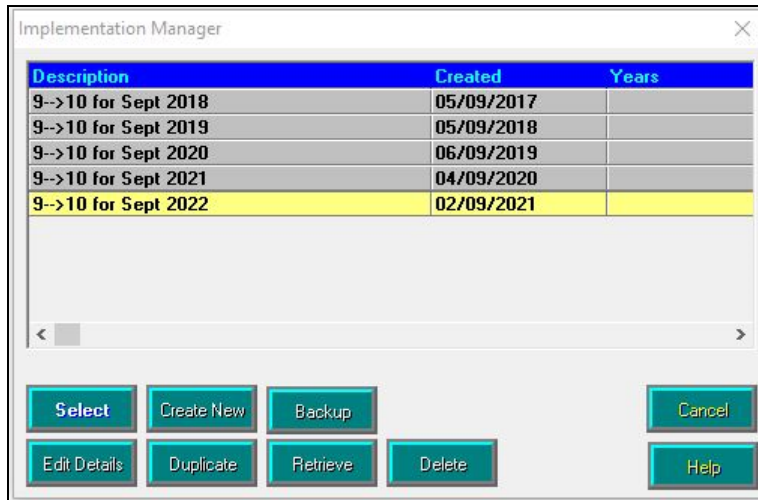 Implementation Manager
Description Created Years
9-->10 for Sept 2018 05/09/2017
9-->10 for Sept 2019 05/09/2018
9-->10 for Sept 2020 06/09/2019
9-->10 for Sept 2021 04/09/2020
9-->10 for Sept 2022 02/09/2021
Select Create New Backup Cancel
Edit Details Duplicate Retrieve Delete Help